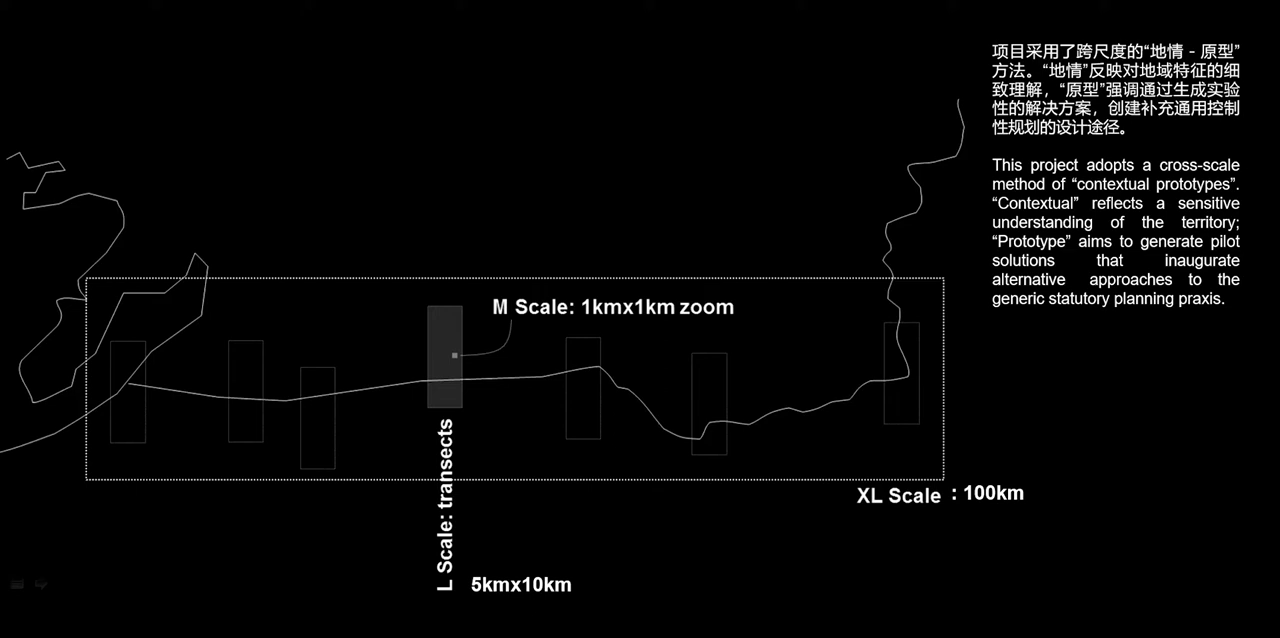 项目采用了跨尺度的“地情 - 原型”
方法。“地情”反映对地域特征的细
致理解，“原型”强调通过生成实验
性的解决方案，创建补充通用控制
性规划的设计途径。
This project adopts a cross-scale
method of “contextual prototypes”.
“Contextual” reflects a sensitive
understanding of the territory;
“Prototype” aims to generate pilot
solutions that inaugurate
alternative approaches to the
generic statutory planning praxis.
M Scale: 1kmx1km zoom
L Scale: transects
5kmx10km
XL Scale : 100km